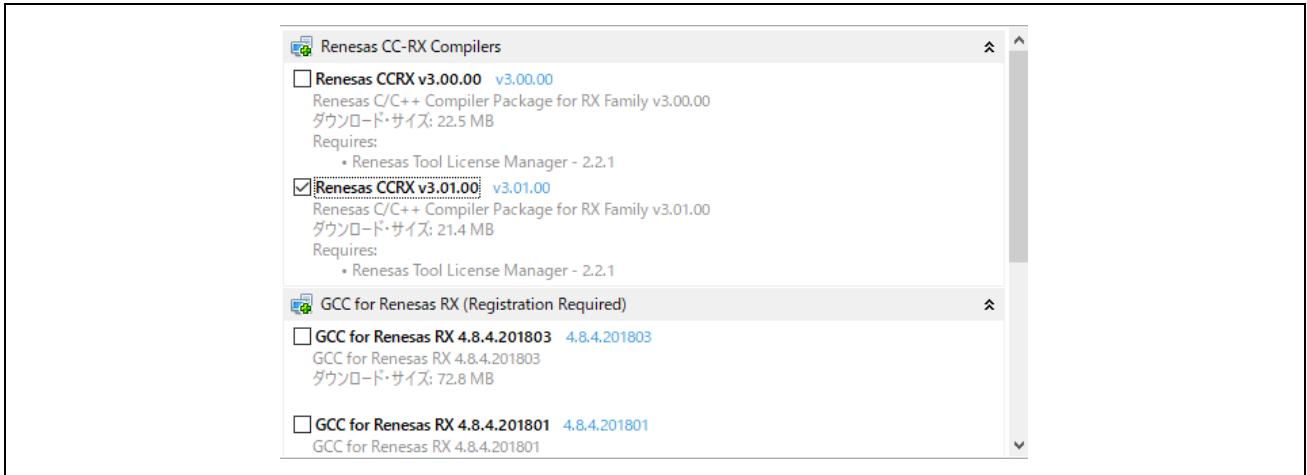 Renesas CC-RX Compilers
Renesas CCRX v3.00.00 v3.00.00
Renesas C/C++ Compiler Package for RX Family v3.00.00
ダウンロード・サイズ: 22.5 MB
Requires:
• Renesas Tool License Manager - 2.2.1
Renesas CCRX v3.01.00 v3.01.00
Renesas C/C++ Compiler Package for RX Family v3.01.00
ダウンロード・サイズ: 21.4 MB
Requires:
• Renesas Tool License Manager - 2.2.1
GCC for Renesas RX (Registration Required)
GCC for Renesas RX 4.8.4.201803 4.8.4.201803
GCC for Renesas RX 4.8.4.201803
ダウンロード・サイズ: 72.8 MB
GCC for Renesas RX 4.8.4.201801 4.8.4.201801
GCC for Renesas RX 4.8.4.201801